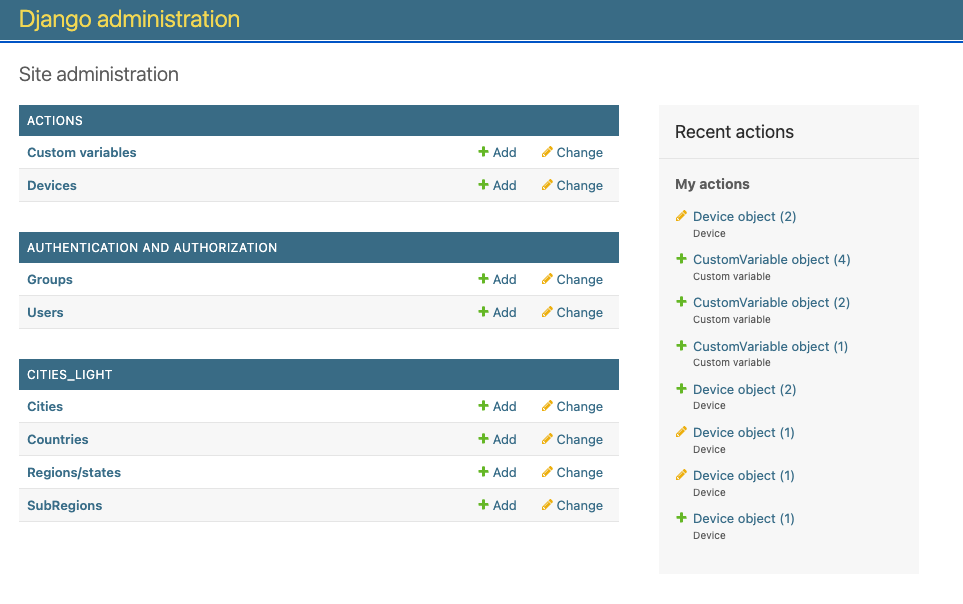 Django administration
Site administration
ACTIONS
Custom variables Add Change
Devices Add Change
AUTHENTICATION AND AUTHORIZATION
Groups Add Change
Users Add Change
CITIES_LIGHT
Cities Add Change
Countries Add Change
Regions/states Add Change
SubRegions Add Change
Recent actions
My actions
Device object (2)
Device
CustomVariable object (4)
Custom variable
CustomVariable object (2)
Custom variable
CustomVariable object (1)
Custom variable
Device object (2)
Device
Device object (1)
Device
Device object (1)
Device
Device object (1)
Device